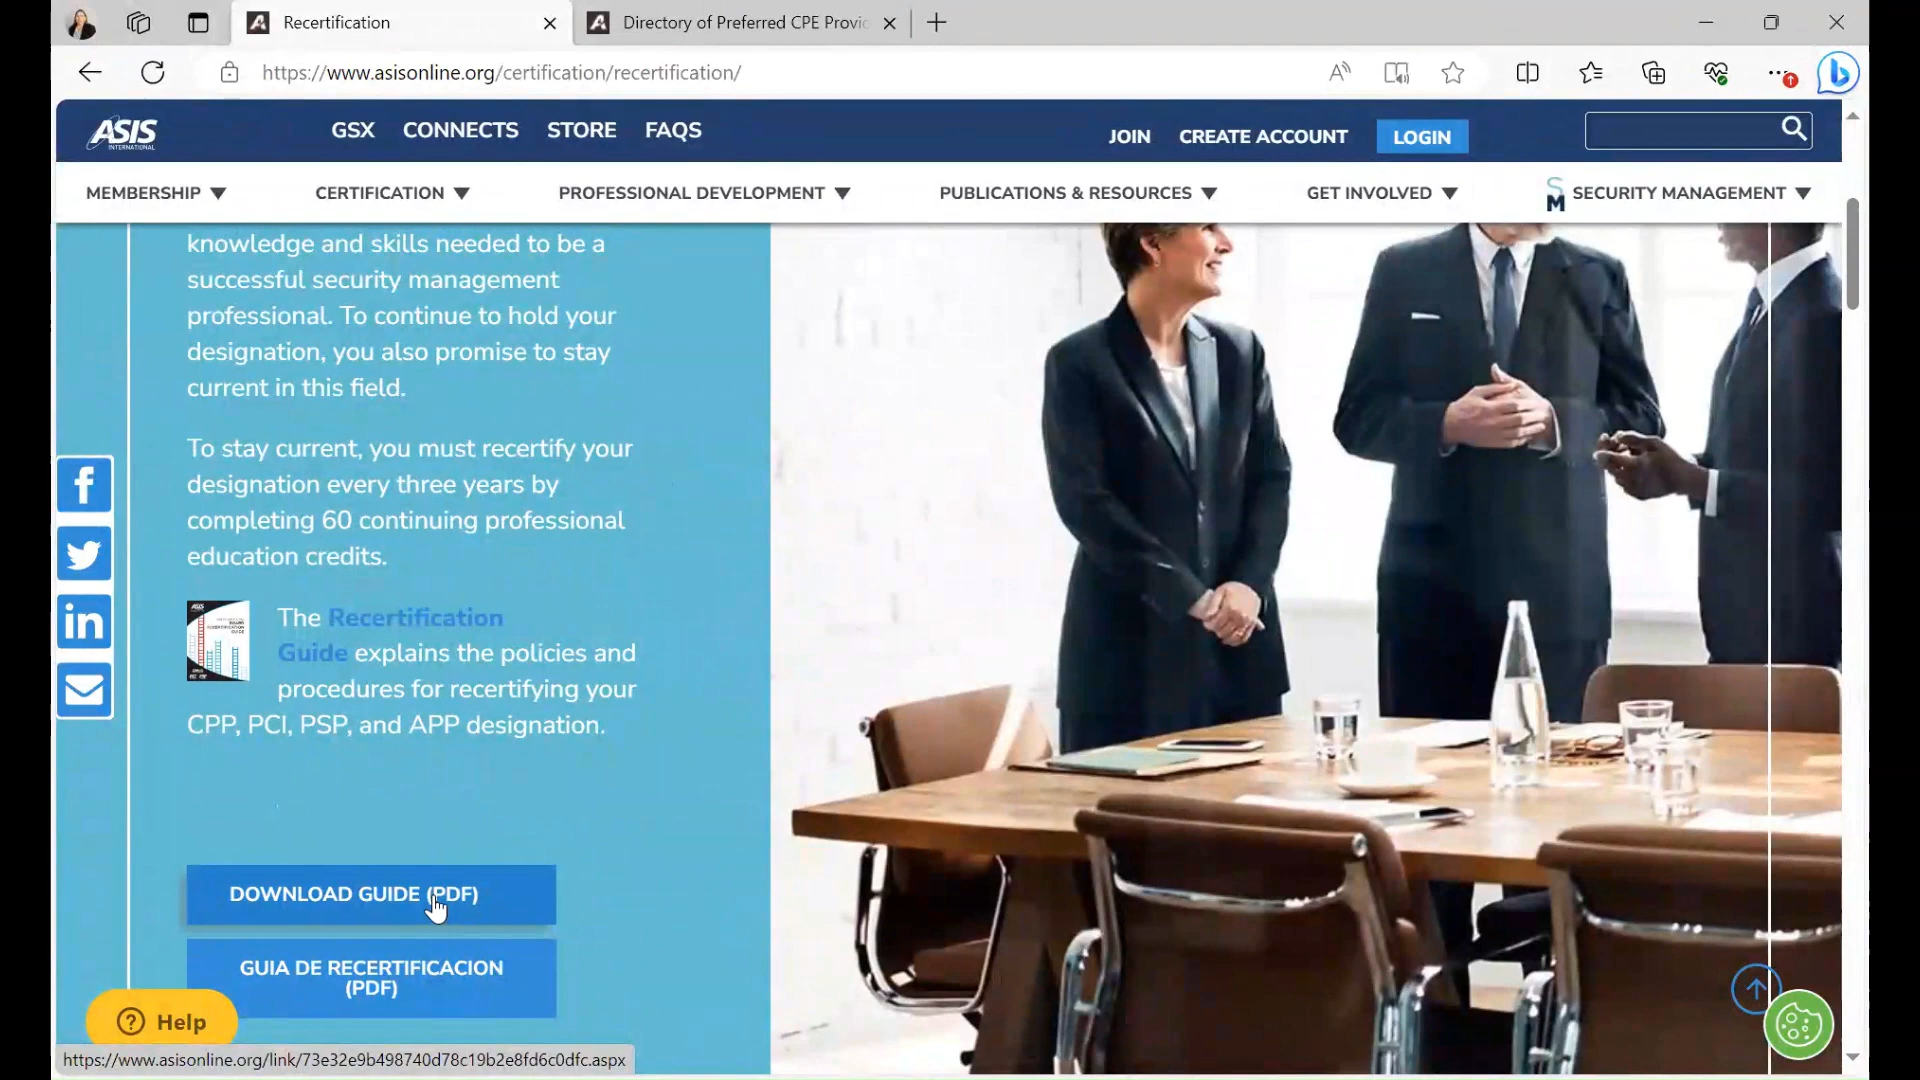 Recertification
Directory of Preferred CPE Provi
https://www.asisonline.org/certification/recertification/
ASIS
INTERNATIONAL
GSX CONNECTS STORE FAQS
JOIN CREATE ACCOUNT LOGIN
MEMBERSHIP CERTIFICATION PROFESSIONAL DEVELOPMENT PUBLICATIONS & RESOURCES GET INVOLVED SM SECURITY MANAGEMENT
knowledge and skills needed to be a
successful security management
professional. To continue to hold your
designation, you also promise to stay
current in this field.
To stay current, you must recertify your
designation every three years by
completing 60 continuing professional
education credits.
The Recertification
Guide explains the policies and
procedures for recertifying your
CPP, PCI, PSP, and APP designation.
DOWNLOAD GUIDE (PDF)
GUIA DE RECERTIFICACION
(PDF)
Help
https://www.asisonline.org/link/73e32e9b498740d78c19b2e8fd6c0dfc.aspx